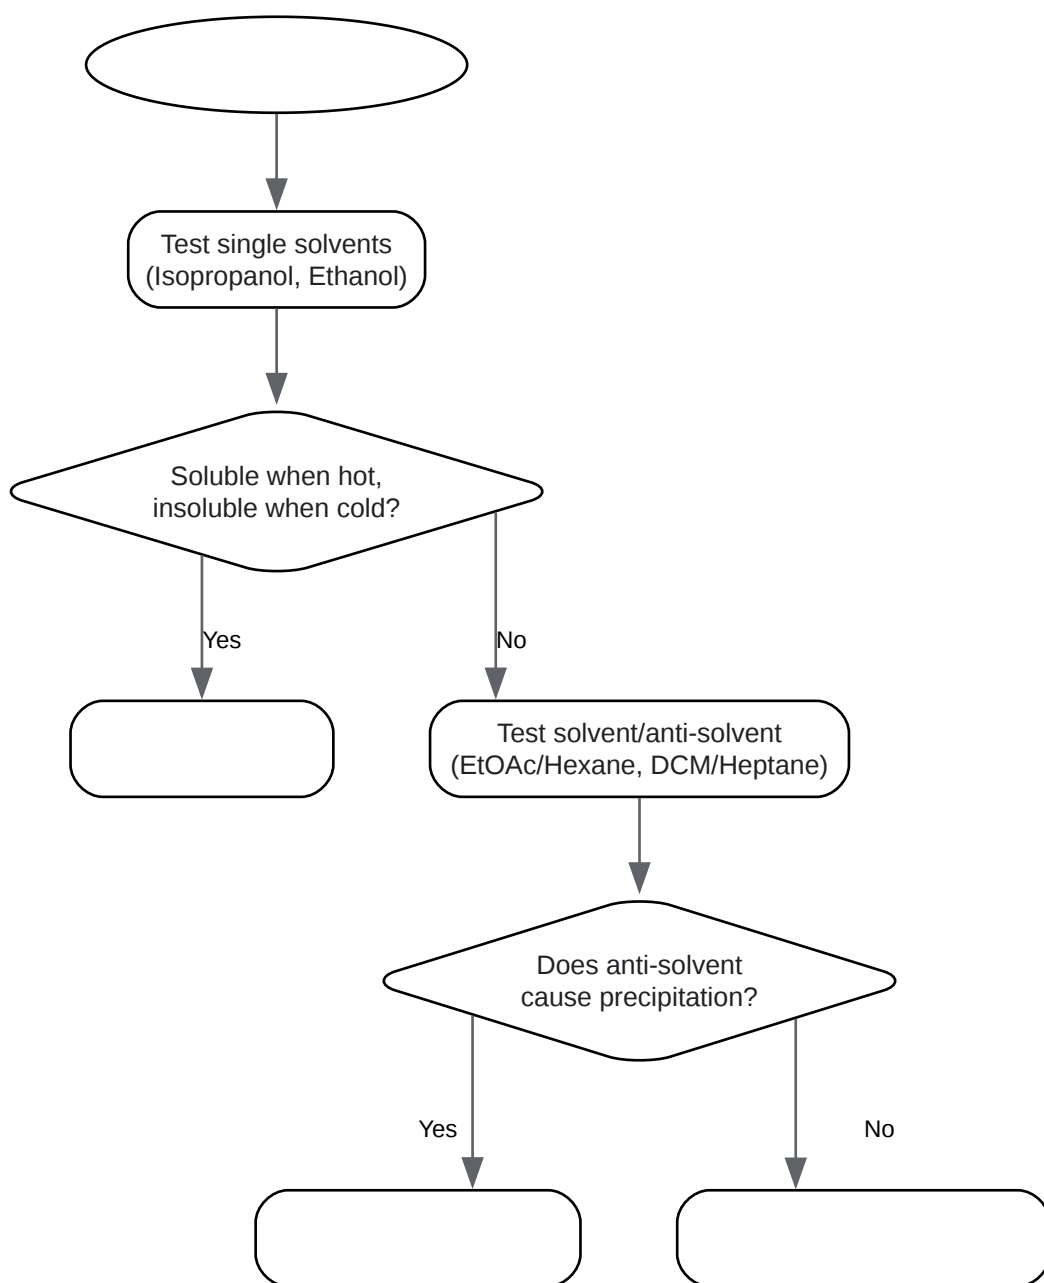 Test single solvents
(Isopropanol, Ethanol)
Soluble when hot,
insoluble when cold?
Yes
No
Test solvent/anti-solvent
(EtOAc/Hexane, DCM/Heptane)
Does anti-solvent
cause precipitation?
Yes
No